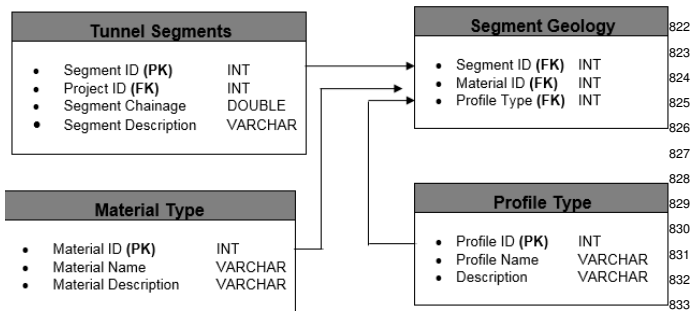 Tunnel Segments
• Segment ID (PK) INT
• Project ID (FK) INT
• Segment Chainage DOUBLE
• Segment Description VARCHAR
Segment Geology
• Segment ID (FK) INT
• Material ID (FK) INT
• Profile Type (FK) INT
Material Type
• Material ID (PK) INT
• Material Name VARCHAR
• Material Description VARCHAR
Profile Type
• Profile ID (PK) INT
• Profile Name VARCHAR
• Description VARCHAR
822
823
824
825
826
827
828
829
830
831
832
833